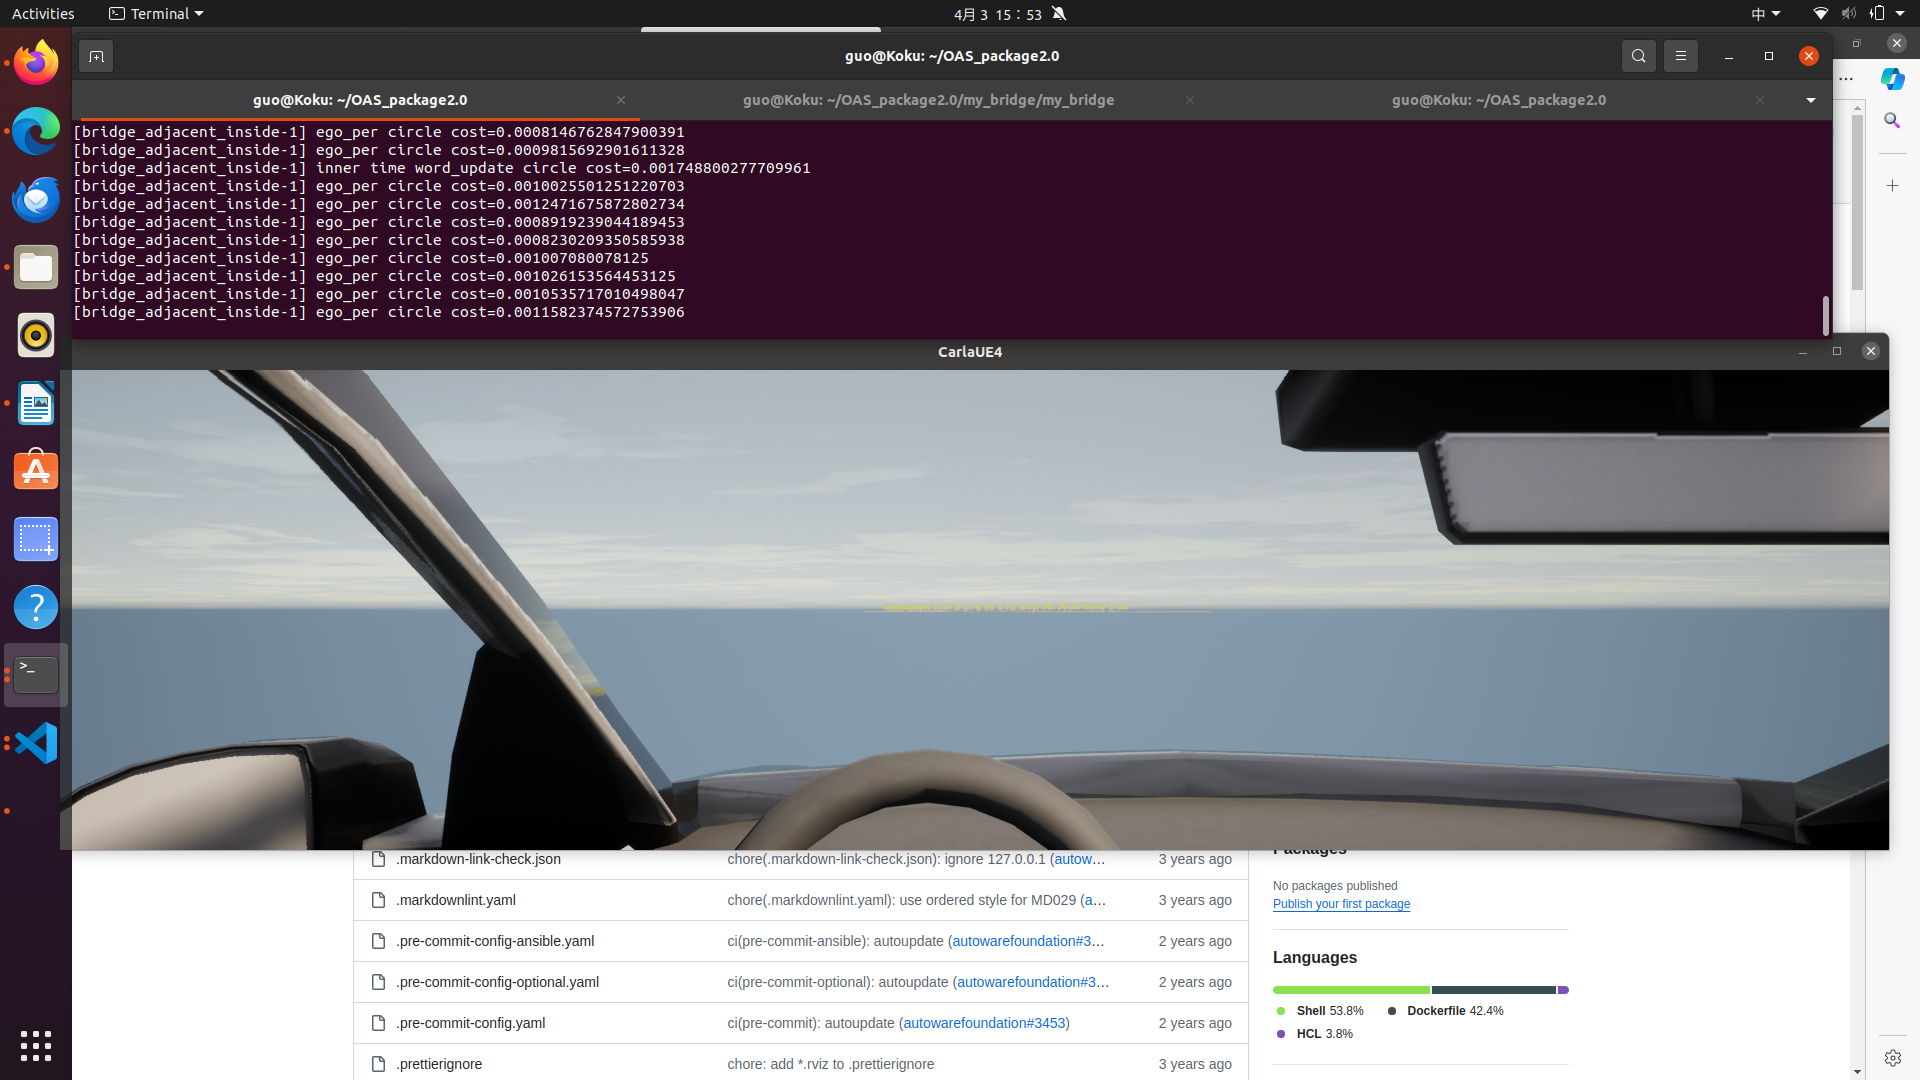 Activities
Terminal
4月 3 15：53
中
guo@Koku: ~/OAS_package2.0
guo@Koku: ~/OAS_package2.0
guo@Koku: ~/OAS_package2.0/my_bridge/my_bridge
guo@Koku: ~/OAS_package2.0
[bridge_adjacent_inside-1] ego_per circle cost=0.0008146762847900391
[bridge_adjacent_inside-1] ego_per circle cost=0.0009815692901611328
[bridge_adjacent_inside-1] inner time word_update circle cost=0.001748800277709961
[bridge_adjacent_inside-1] ego_per circle cost=0.0010025501251220703
[bridge_adjacent_inside-1] ego_per circle cost=0.0012471675872802734
[bridge_adjacent_inside-1] ego_per circle cost=0.0008919239044189453
[bridge_adjacent_inside-1] ego_per circle cost=0.0008230209350585938
[bridge_adjacent_inside-1] ego_per circle cost=0.001007080078125
[bridge_adjacent_inside-1] ego_per circle cost=0.001026153564453125
[bridge_adjacent_inside-1] ego_per circle cost=0.0010535717010498047
[bridge_adjacent_inside-1] ego_per circle cost=0.0011582374572753906
CarlaUE4
.markdown-link-check.json chore(.markdown-link-check.json): ignore 127.0.0.1 (autow… 3 years ago
.markdownlint.yaml chore(.markdownlint.yaml): use ordered style for MD029 (a… 3 years ago
.pre-commit-config-ansible.yaml ci(pre-commit-ansible): autoupdate (autowarefoundation#3… 2 years ago
.pre-commit-config-optional.yaml ci(pre-commit-optional): autoupdate (autowarefoundation#3… 2 years ago
.pre-commit-config.yaml ci(pre-commit): autoupdate (autowarefoundation#3453) 2 years ago
.prettierignore chore: add *.rviz to .prettierignore 3 years ago
Packages
No packages published
Publish your first package
Languages
Shell 53.8% Dockerfile 42.4%
HCL 3.8%